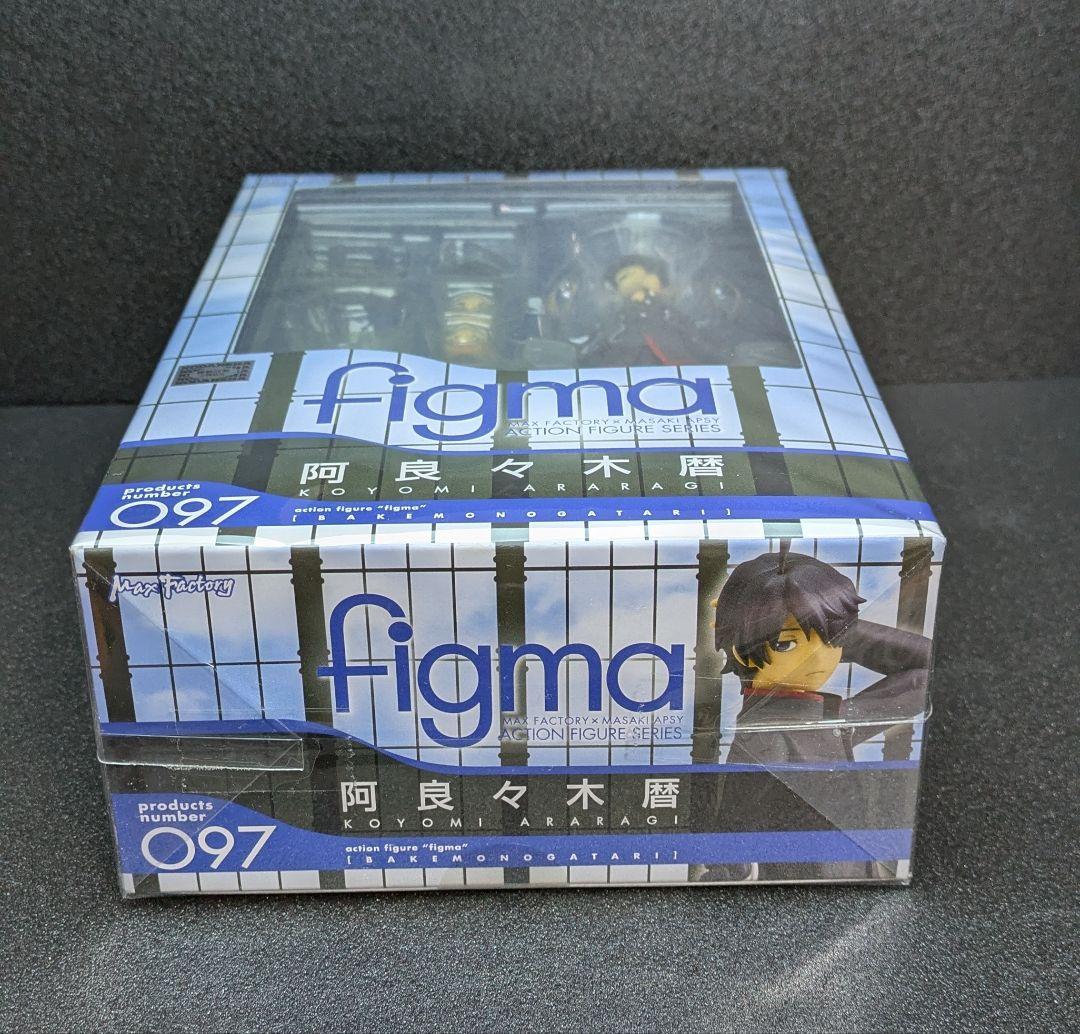 figma
MAX FACTORY × MASAKI APSY
ACTION FIGURE SERIES
阿良々木暦
KOYOMI ARARAGI
products
number
097
action figure "figma"
[BAKEMONOGATARI]
Max Factory
figma
MAX FACTORY × MASAKI APSY
ACTION FIGURE SERIES
阿良々木暦
KOYOMI ARARAGI
products
number
097
action figure "figma"
[BAKEMONOGATARI]